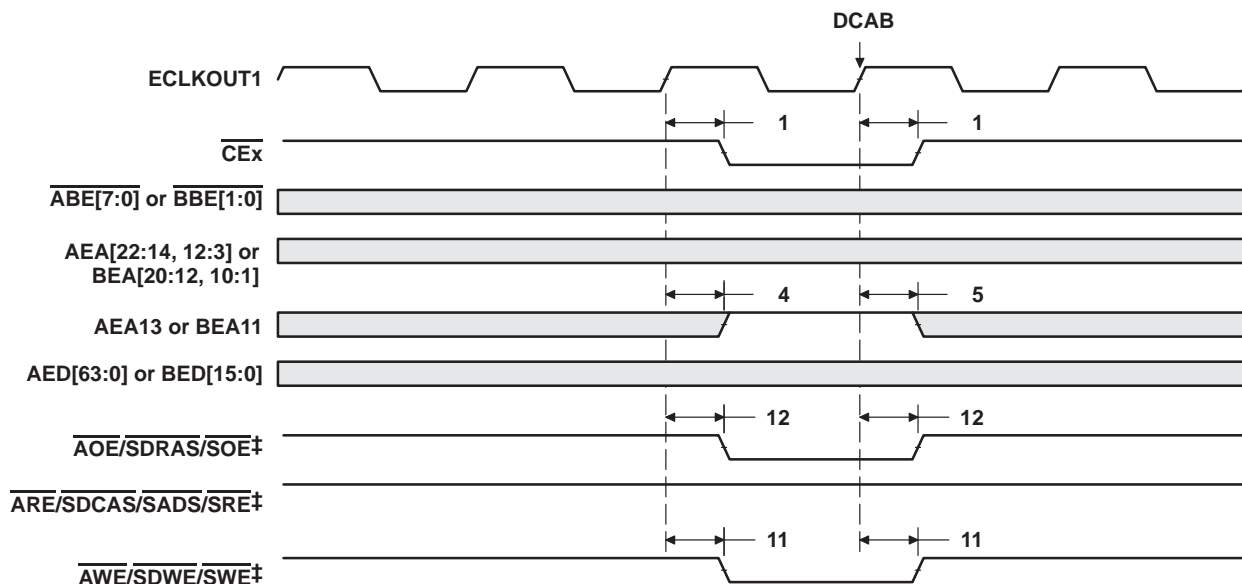 DCAB
ECLKOUT1
1 1
CEx
ABE[7:0] or BBE[1:0]
AEA[22:14, 12:3] or
BEA[20:12, 10:1]
4 5
AEA13 or BEA11
AED[63:0] or BED[15:0]
12 12
AOE/SDRAS/SOE‡
ARE/SDCAS/SADS/SRE‡
11 11
AWE/SDWE/SWE‡